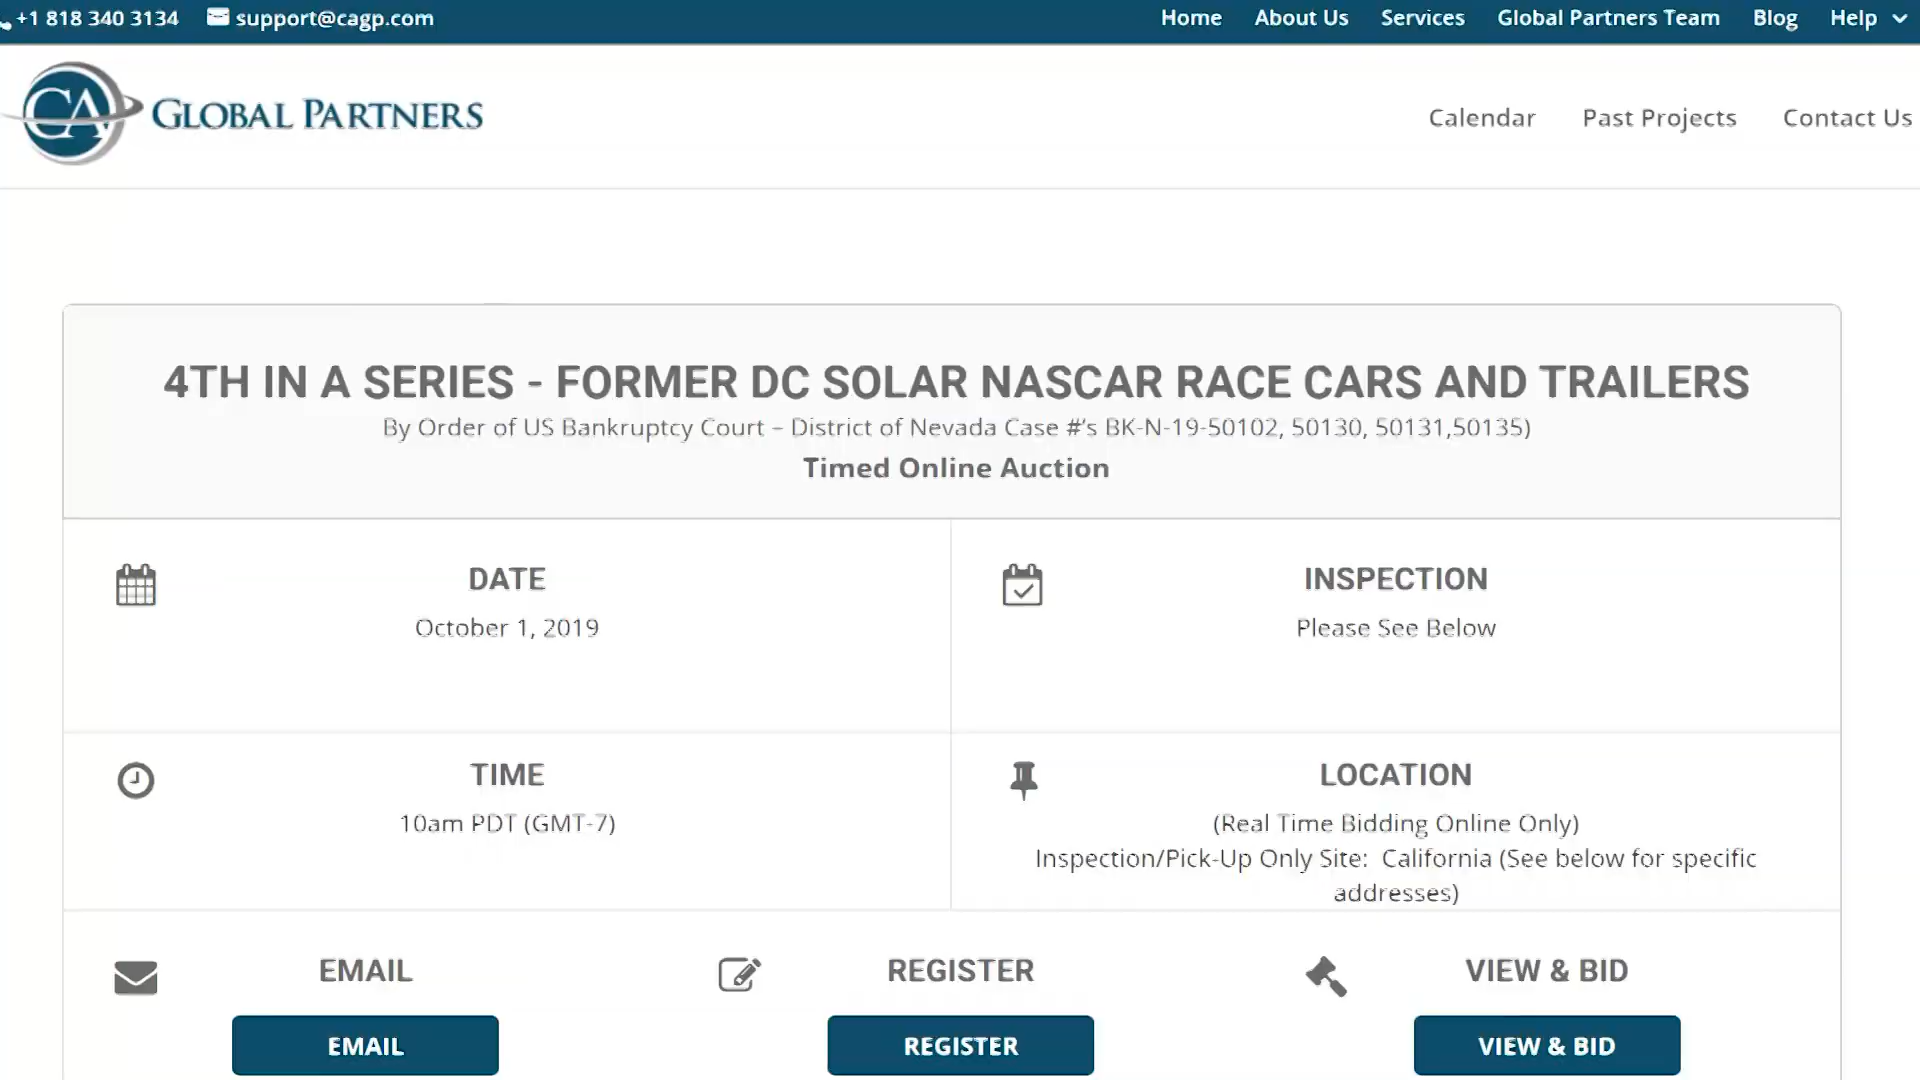 +1 818 340 3134 support@cagp.com Home About Us Services Global Partners Team Blog Help
CA GLOBAL PARTNERS Calendar Past Projects Contact Us
4TH IN A SERIES - FORMER DC SOLAR NASCAR RACE CARS AND TRAILERS
By Order of US Bankruptcy Court – District of Nevada Case #’s BK-N-19-50102, 50130, 50131,50135)
Timed Online Auction
DATE
October 1, 2019
INSPECTION
Please See Below
TIME
10am PDT (GMT-7)
LOCATION
(Real Time Bidding Online Only)
Inspection/Pick-Up Only Site: California (See below for specific
addresses)
EMAIL
EMAIL
REGISTER
REGISTER
VIEW & BID
VIEW & BID